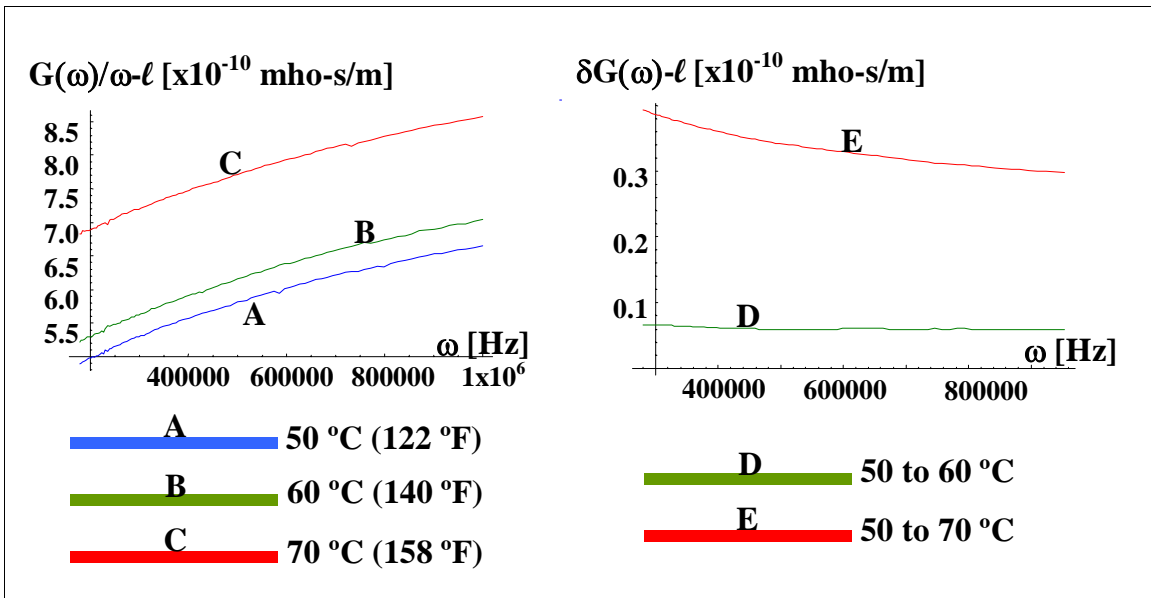 G(ω)/ω-ℓ [x10⁻¹⁰ mho-s/m]
8.5
8.0
7.5
7.0
6.5
6.0
5.5
C
B
A
ω [Hz]
400000 600000 800000 1x10⁶
A 50 ºC (122 ºF)
B 60 ºC (140 ºF)
C 70 ºC (158 ºF)
δG(ω)-ℓ [x10⁻¹⁰ mho-s/m]
0.3
0.2
0.1
E
D
ω [Hz]
400000 600000 800000
D 50 to 60 ºC
E 50 to 70 ºC